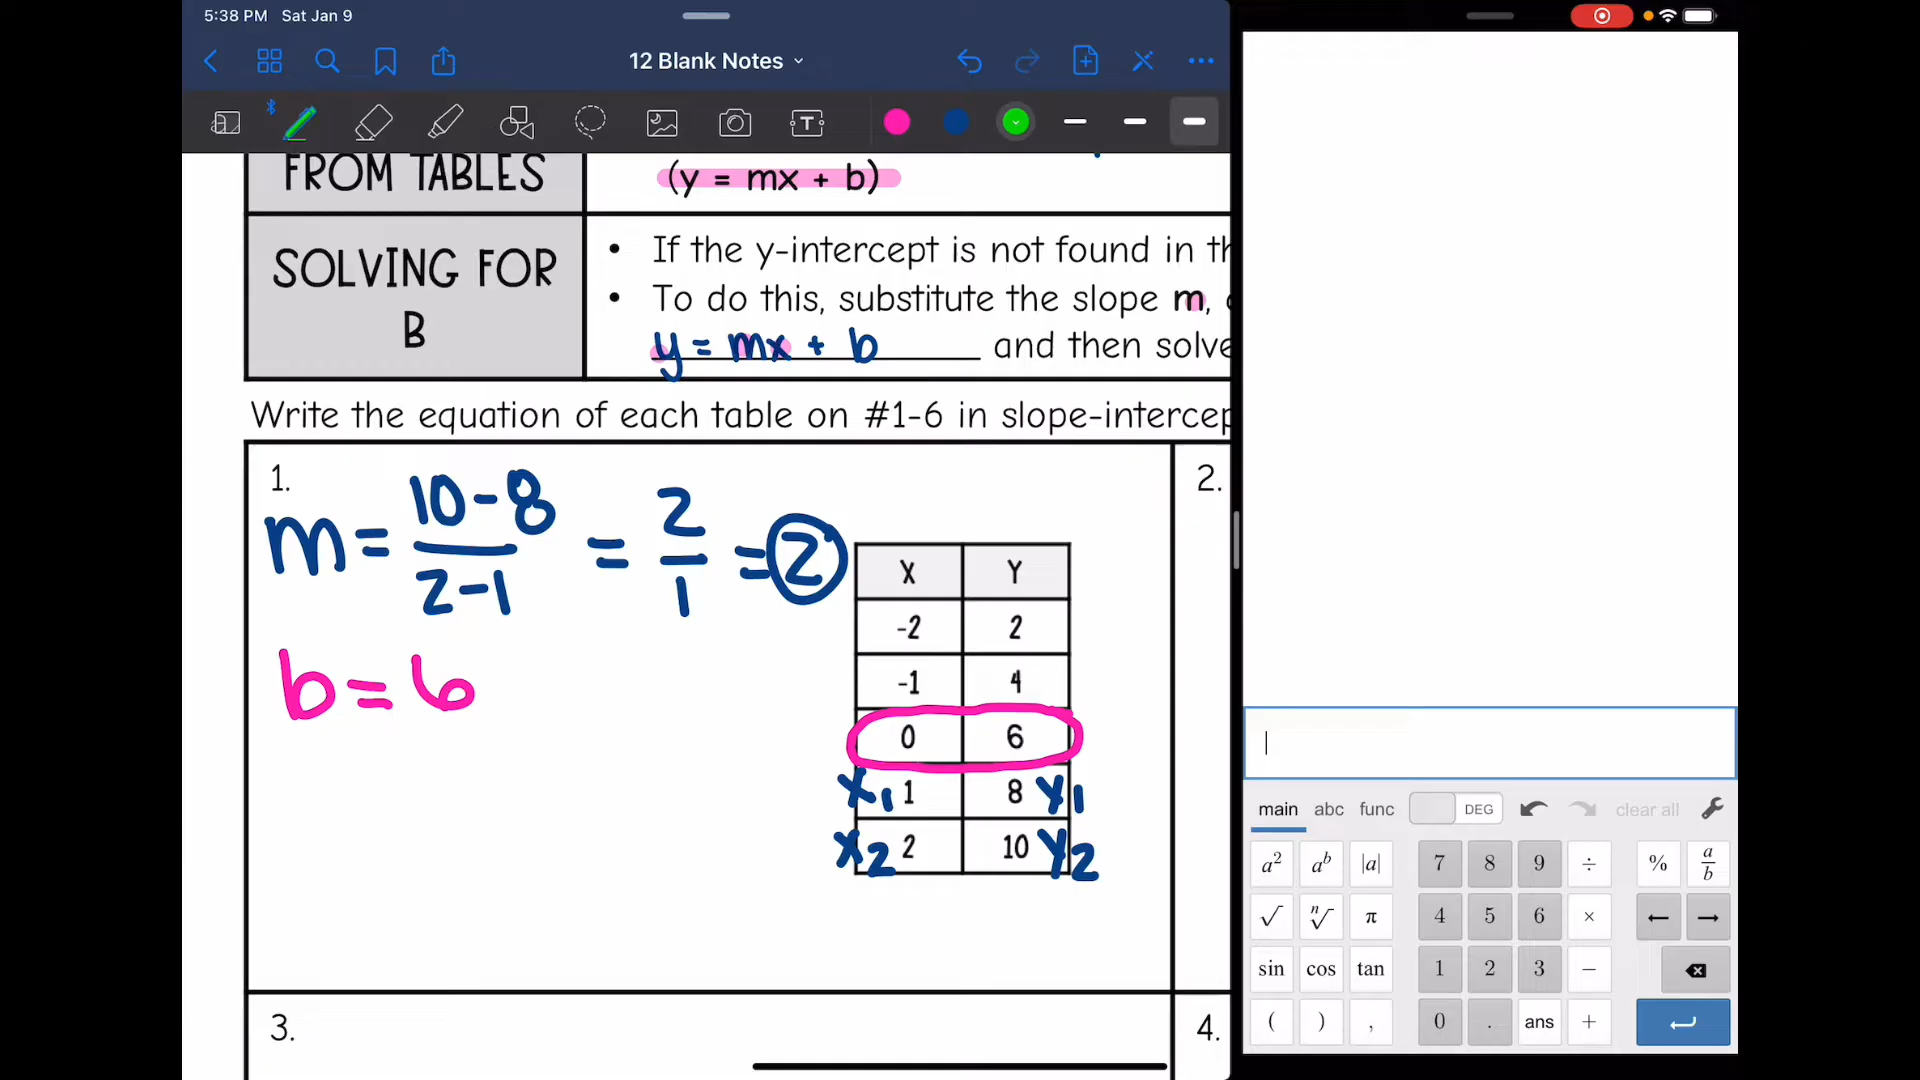 5:38 PM Sat Jan 9
12 Blank Notes
T
FROM TABLES
(y = mx + b)
SOLVING FOR
B
• If the y-intercept is not found in th
• To do this, substitute the slope m,
y = mx + b and then solve
Write the equation of each table on #1-6 in slope-intercep
1.
m = 10-8 / 2-1 = 2/1 = 2
b = 6
X Y
-2 2
-1 4
0 6
x1 1 8 y1
x2 2 10 y2
2.
3.
4.
main abc func DEG clear all
a² aᵇ |a| 7 8 9 ÷ % a/b
√ ⁿ√ π 4 5 6 × ← →
sin cos tan 1 2 3 −
( ) , 0 . ans +